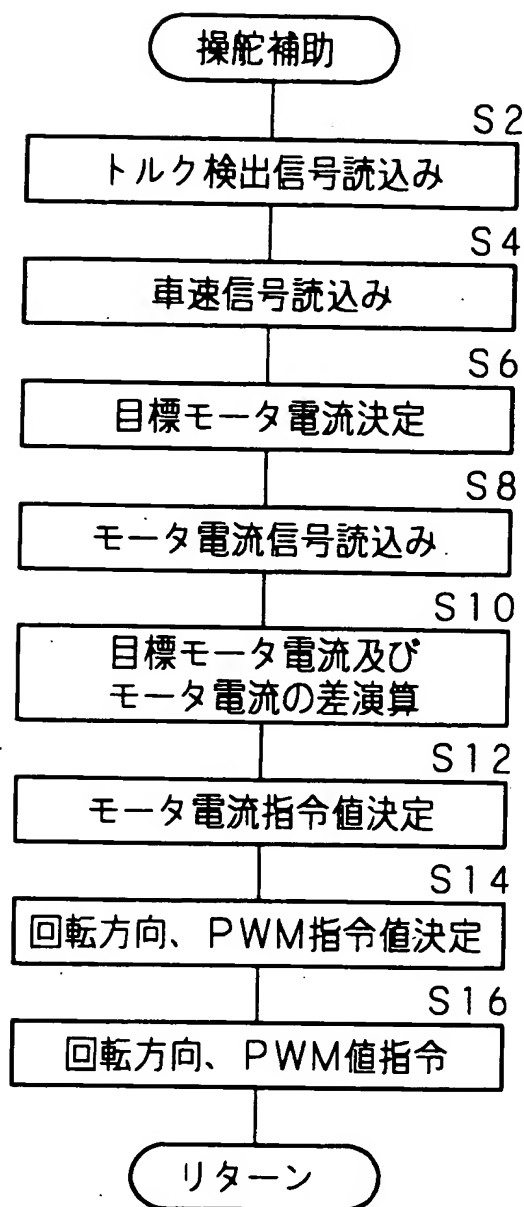 操舵補助
S2
トルク検出信号読込み
S4
車速信号読込み
S6
目標モータ電流決定
S8
モータ電流信号読込み
S10
目標モータ電流及び
モータ電流の差演算
S12
モータ電流指令値決定
S14
回転方向、PWM指令値決定
S16
回転方向、PWM値指令
リターン